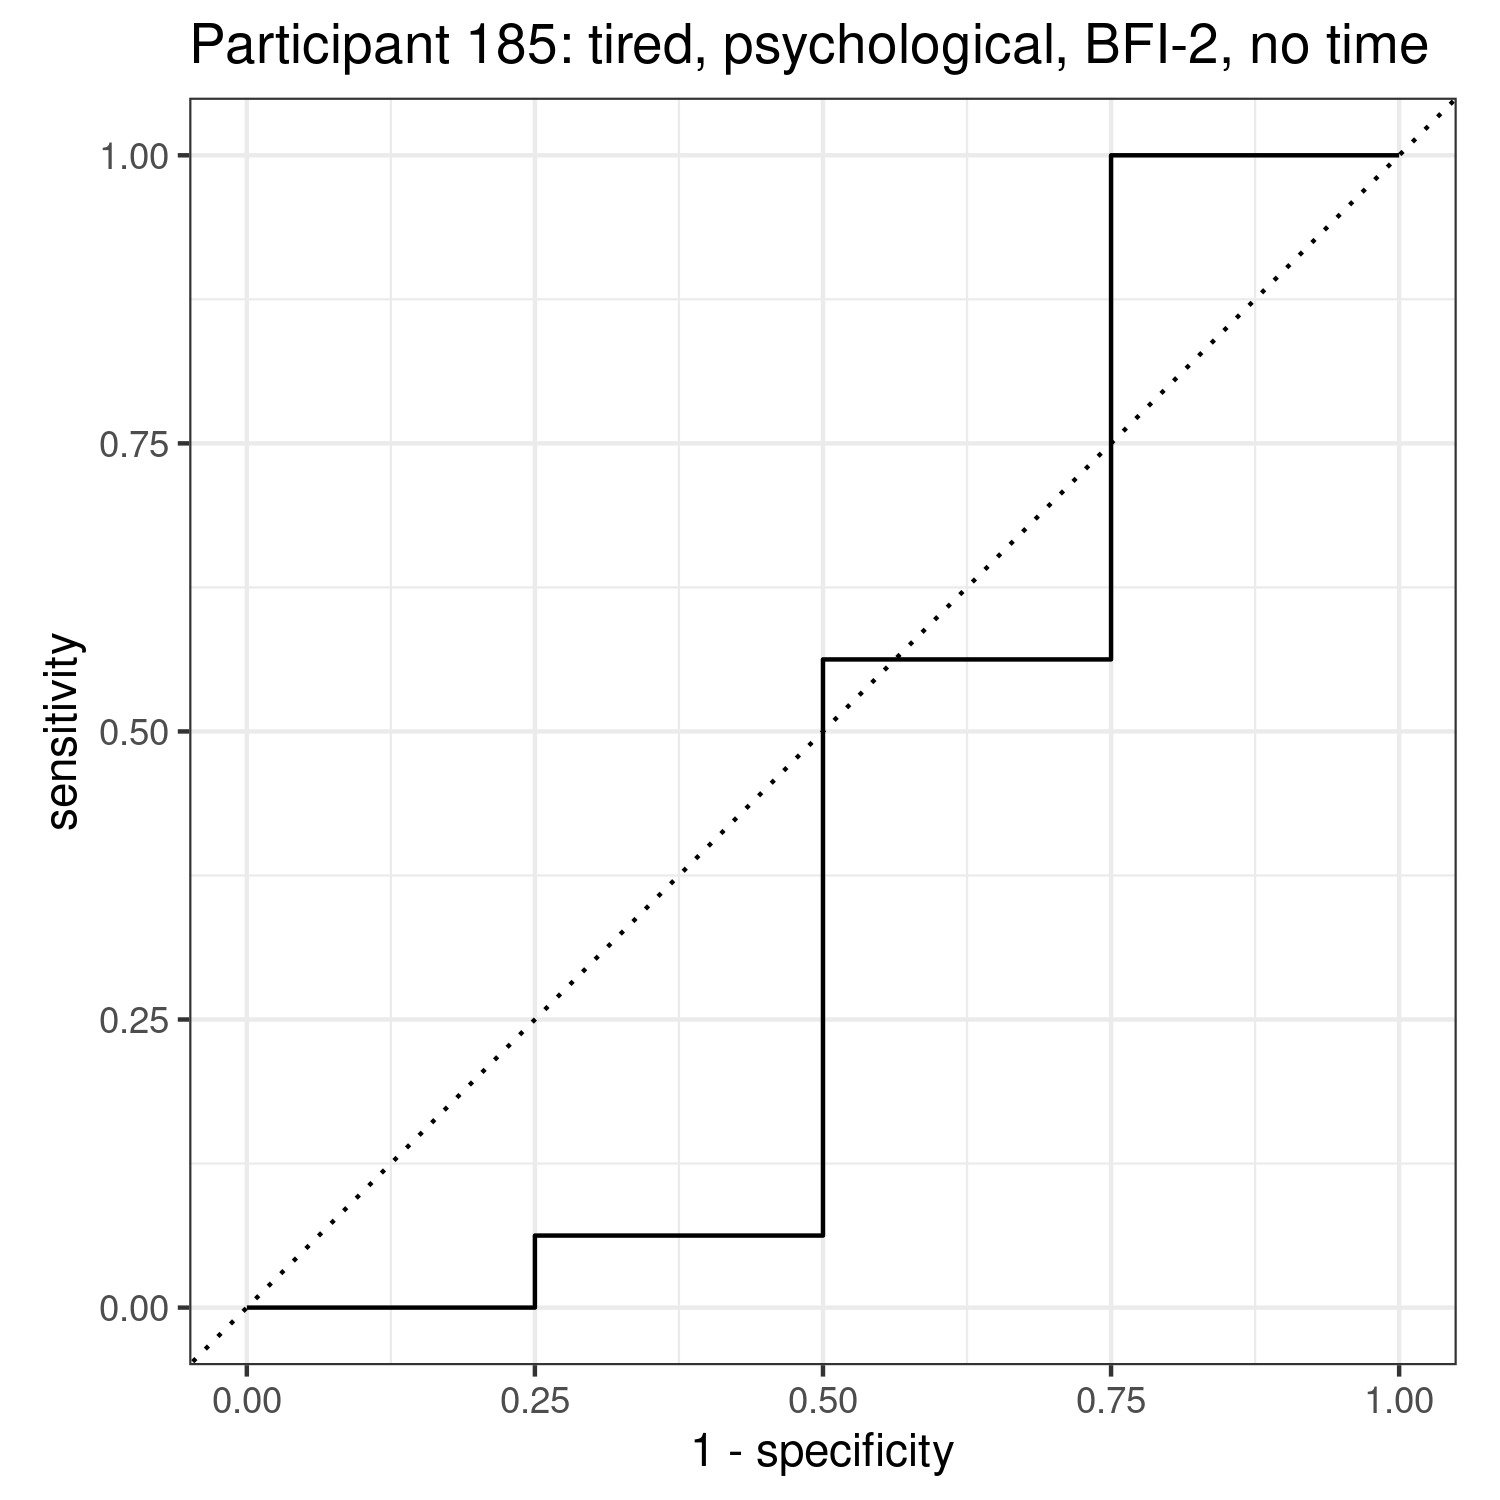 Participant 185: tired, psychological, BFI-2, no time
1.00
0.75
0.50
0.25
0.00
sensitivity
0.00 0.25 0.50 0.75 1.00
1 - specificity